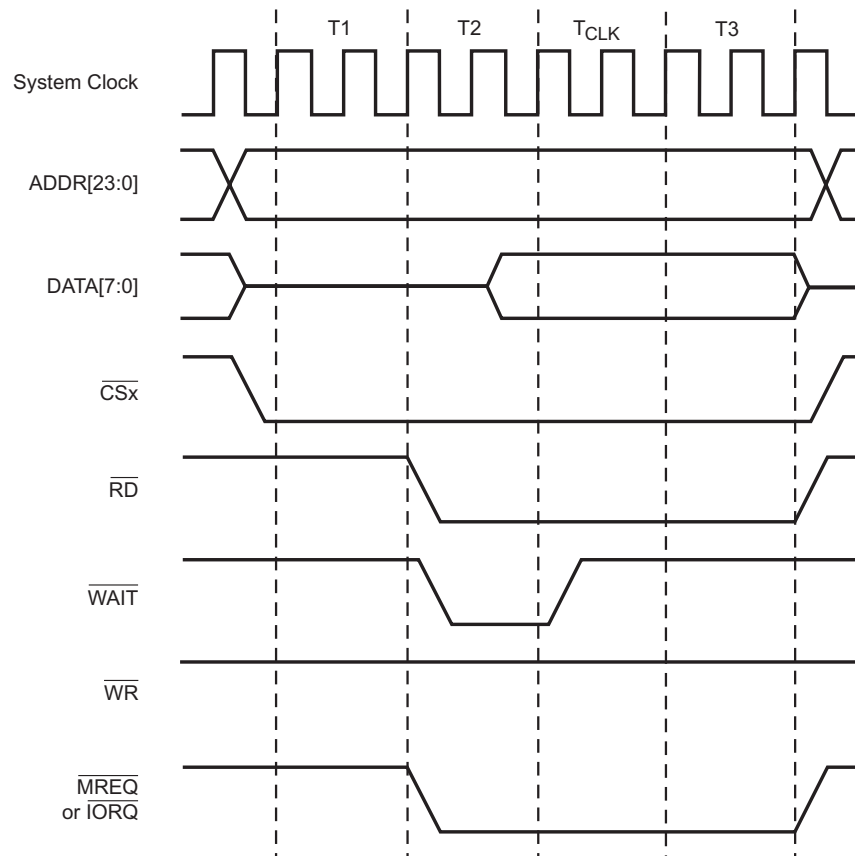 T1 T2 TCLK T3
System Clock
ADDR[23:0]
DATA[7:0]
CSx
RD
WAIT
WR
MREQ
or IORQ